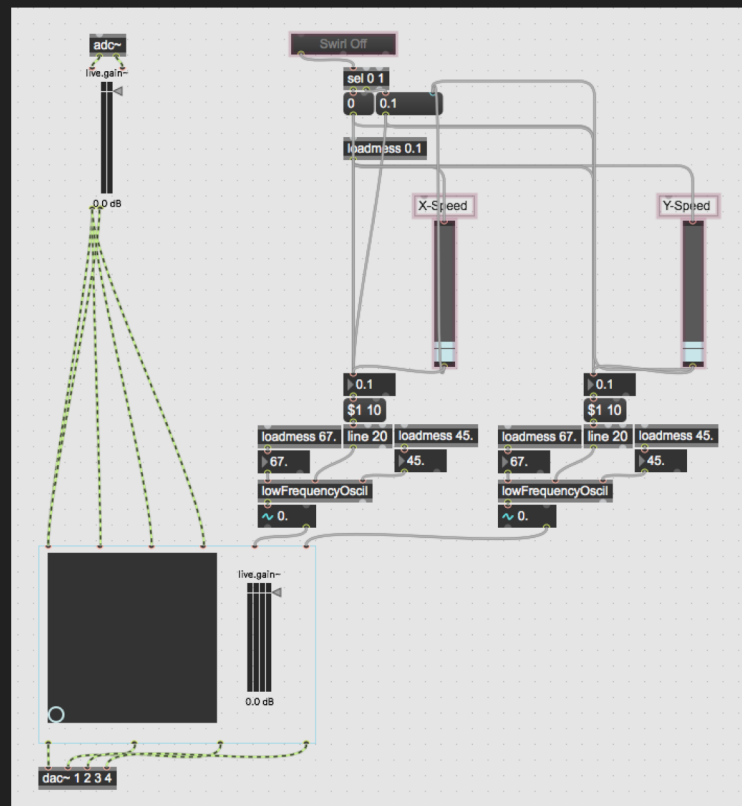 adc~
live.gain~
0.0 dB
Swirl Off
sel 0 1
0
0.1
loadmess 0.1
X-Speed
Y-Speed
0.1
$1 10
loadmess 67.
line 20
loadmess 45.
67.
45.
lowFrequencyOscil
0.
0.1
$1 10
loadmess 67.
line 20
loadmess 45.
67.
45.
lowFrequencyOscil
0.
live.gain~
0.0 dB
dac~ 1 2 3 4